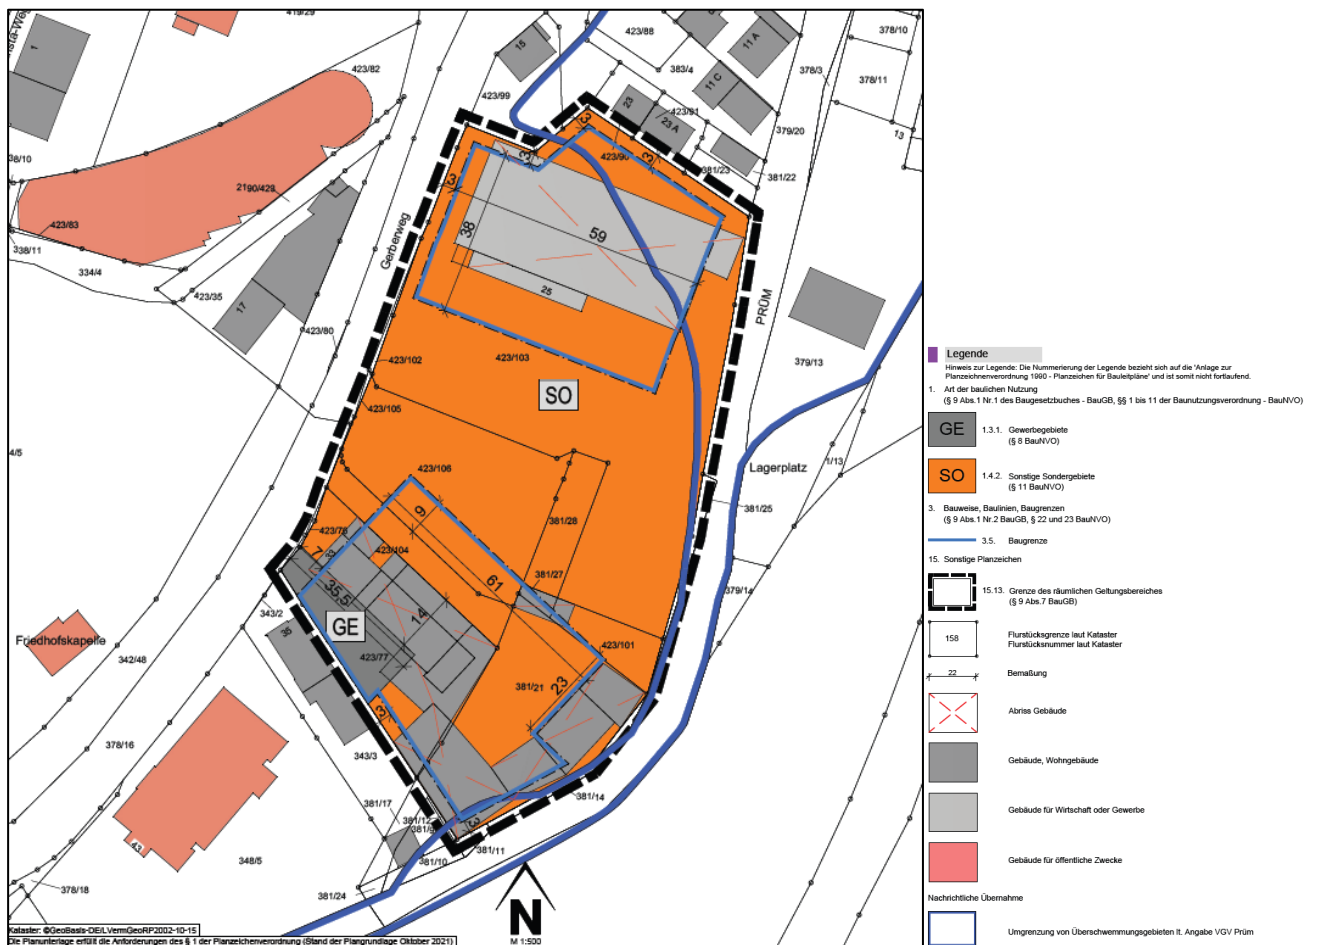 419/29
423/88
378/10
1
15
11 A
383/4
378/3
378/11
423/82
11 C
423/99
23
423/91
23 A
379/20
13
38/10
3
3
3
423/90
381/23
381/22
2190/429
3
423/83
Gerberweg
38
59
338/11
334/4
423/35
17
25
PRÜM
423/80
423/102
423/103
379/13
SO
423/105
4/5
423/106
Lagerplatz
1/13
9
381/25
423/78
381/28
423/104
7
33
61
381/27
35,5
379/14
343/2
14
GE
Friedhofskapelle
39
423/101
342/48
423/77
381/21
23
3
378/16
343/3
381/14
381/17
381/12
381/9
3
43
348/5
381/10
381/11
378/18
381/24
N
M 1:500
Kataster: ©GeoBasis-DE/LVermGeoRP2002-10-15
Die Planunterlage erfüllt die Anforderungen des § 1 der Planzeichenverordnung (Stand der Plangrundlage Oktober 2021)
Legende
Hinweis zur Legende: Die Nummerierung der Legende bezieht sich auf die 'Anlage zur
Planzeichnenverordnung 1990 - Planzeichen für Bauleitpläne' und ist somit nicht fortlaufend.
1. Art der baulichen Nutzung
(§ 9 Abs.1 Nr.1 des Baugesetzbuches - BauGB, §§ 1 bis 11 der Baunutzungsverordnung - BauNVO)
GE 1.3.1. Gewerbegebiete
(§ 8 BauNVO)
SO 1.4.2. Sonstige Sondergebiete
(§ 11 BauNVO)
3. Bauweise, Baulinien, Baugrenzen
(§ 9 Abs.1 Nr.2 BauGB, § 22 und 23 BauNVO)
3.5. Baugrenze
15. Sonstige Planzeichen
15.13. Grenze des räumlichen Geltungsbereiches
(§ 9 Abs.7 BauGB)
158 Flurstücksgrenze laut Kataster
Flurstücksnummer laut Kataster
22 Bemaßung
Abriss Gebäude
Gebäude, Wohngebäude
Gebäude für Wirtschaft oder Gewerbe
Gebäude für öffentliche Zwecke
Nachrichtliche Übernahme
Umgrenzung von Überschwemmungsgebieten lt. Angabe VGV Prüm